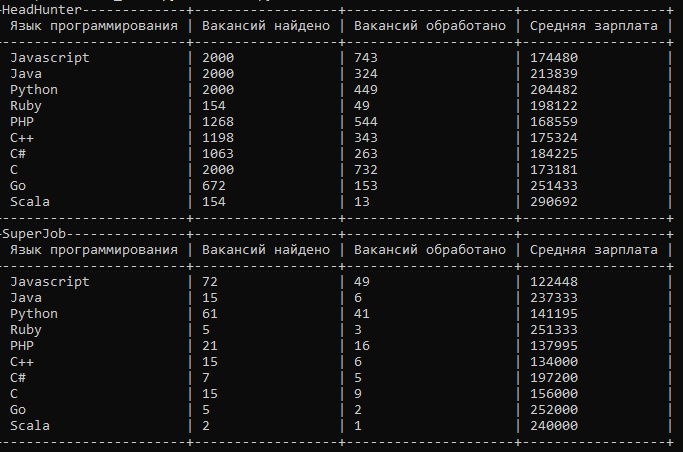 HeadHunter
Язык программирования | Вакансий найдено | Вакансий обработано | Средняя зарплата |
Javascript | 2000 | 743 | 174480 |
Java | 2000 | 324 | 213839 |
Python | 2000 | 449 | 204482 |
Ruby | 154 | 49 | 198122 |
PHP | 1268 | 544 | 168559 |
C++ | 1198 | 343 | 175324 |
C# | 1063 | 263 | 184225 |
C | 2000 | 732 | 173181 |
Go | 672 | 153 | 251433 |
Scala | 154 | 13 | 290692 |
SuperJob
Язык программирования | Вакансий найдено | Вакансий обработано | Средняя зарплата |
Javascript | 72 | 49 | 122448 |
Java | 15 | 6 | 237333 |
Python | 61 | 41 | 141195 |
Ruby | 5 | 3 | 251333 |
PHP | 21 | 16 | 137995 |
C++ | 15 | 6 | 134000 |
C# | 7 | 5 | 197200 |
C | 15 | 9 | 156000 |
Go | 5 | 2 | 252000 |
Scala | 2 | 1 | 240000 |